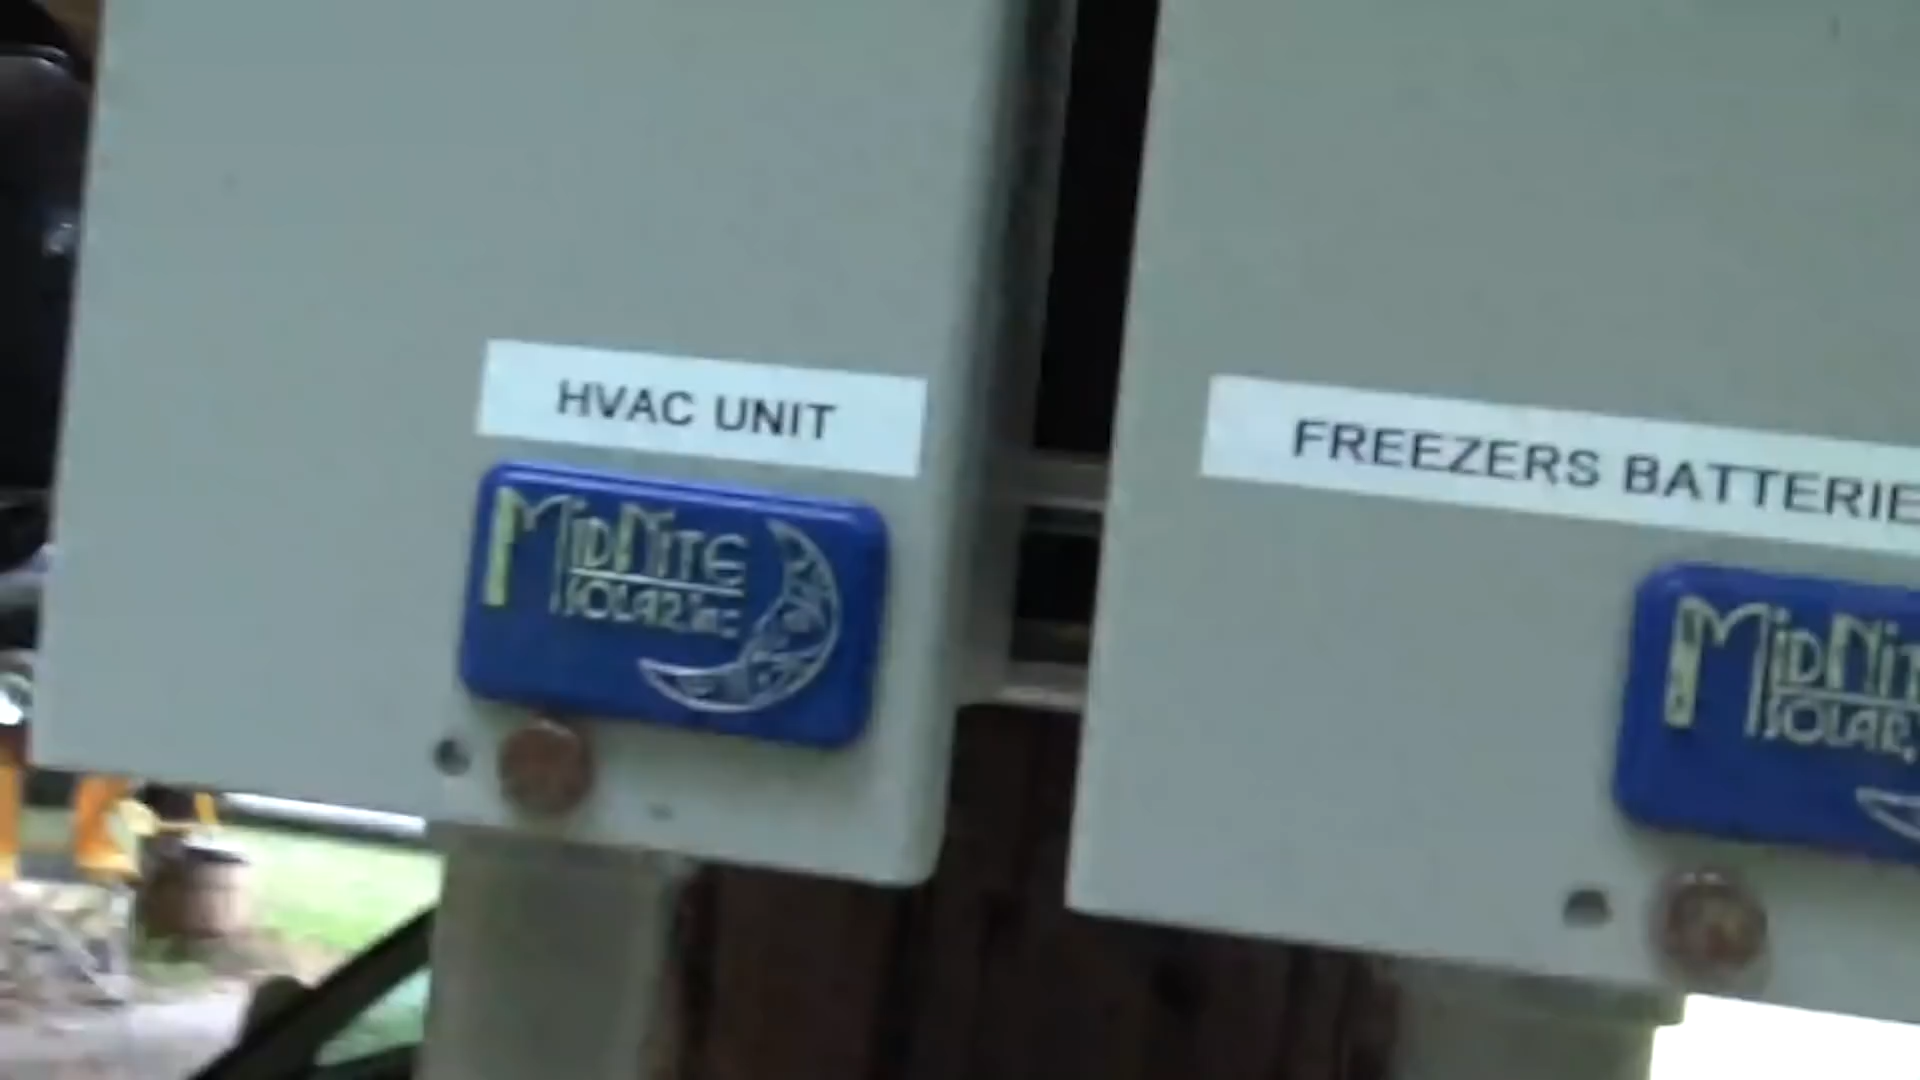 HVAC UNIT
MIDNITE
SOLAR, INC
FREEZERS BATTERIE
MIDNIT
SOLAR,